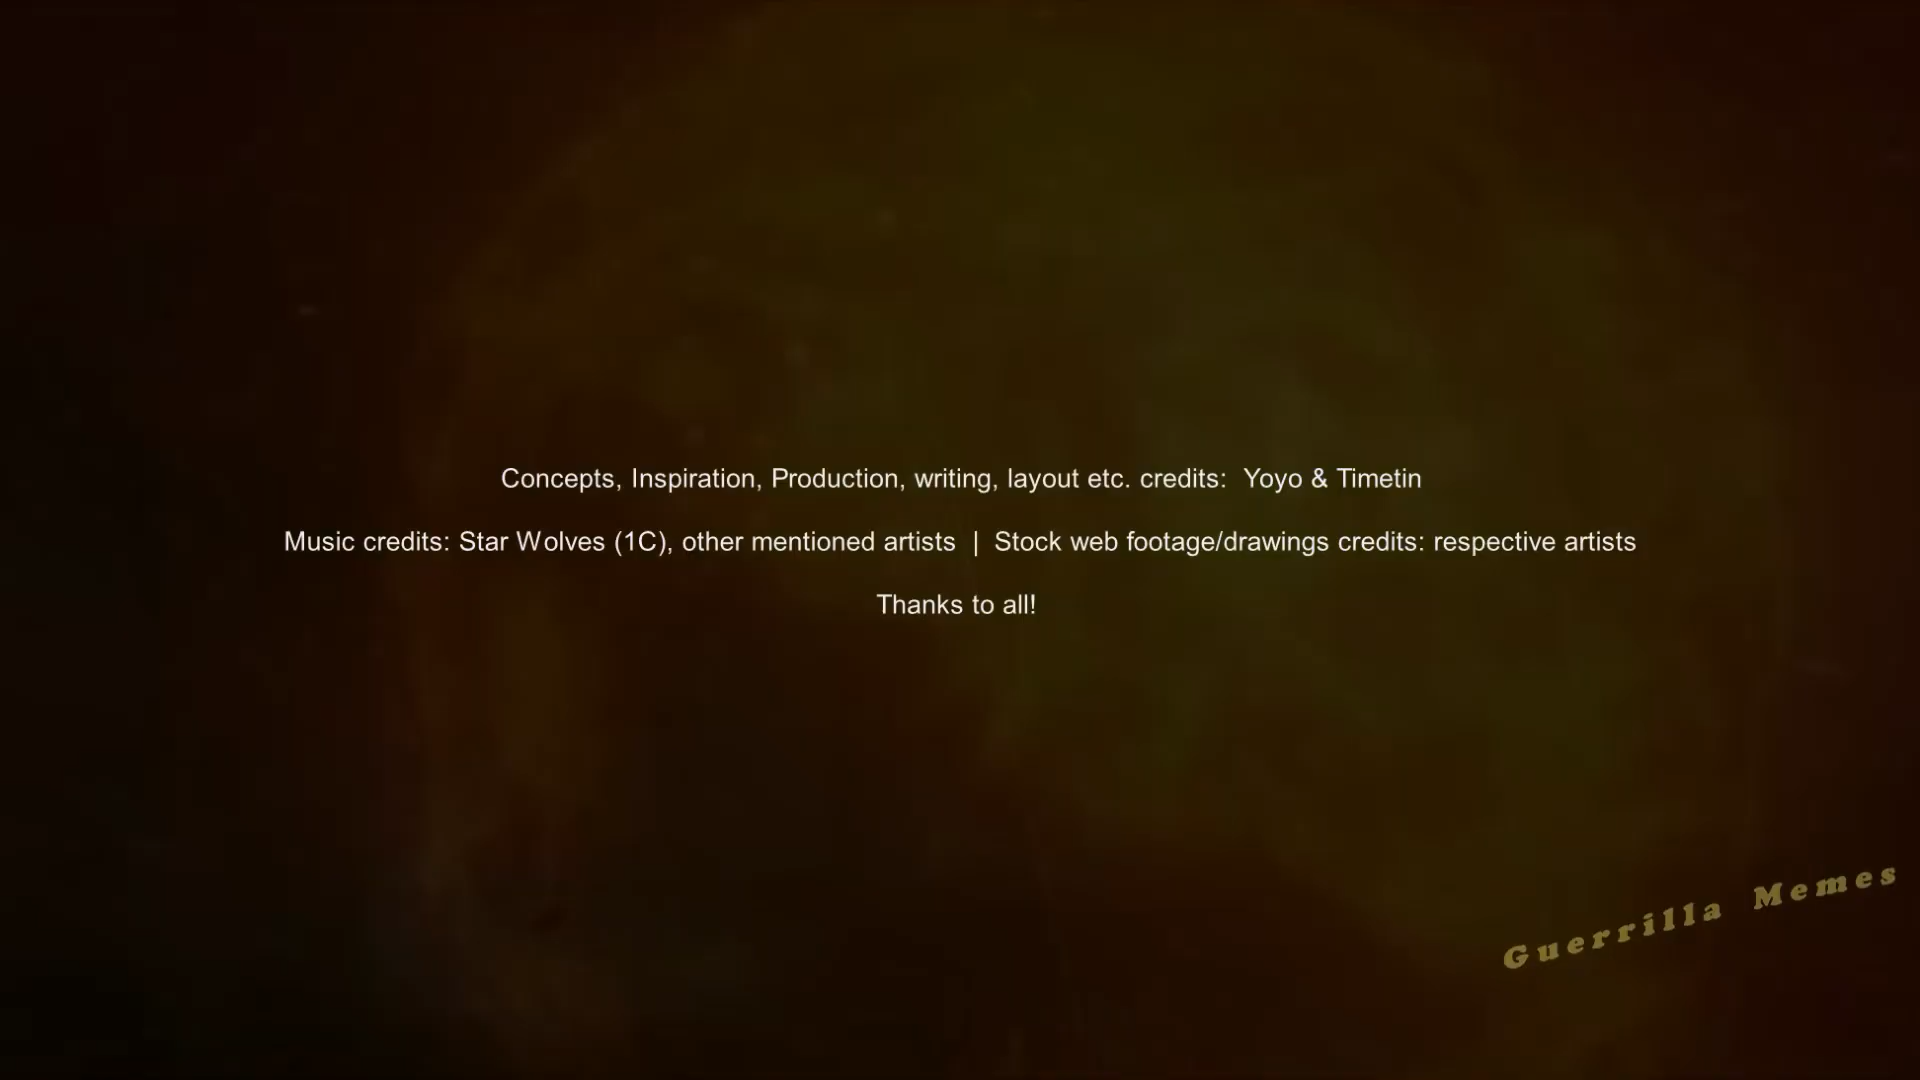 Concepts, Inspiration, Production, writing, layout etc. credits:  Yoyo & Timetin
Music credits: Star Wolves (1C), other mentioned artists  |  Stock web footage/drawings credits: respective artists
Thanks to all!
Guerrilla Memes